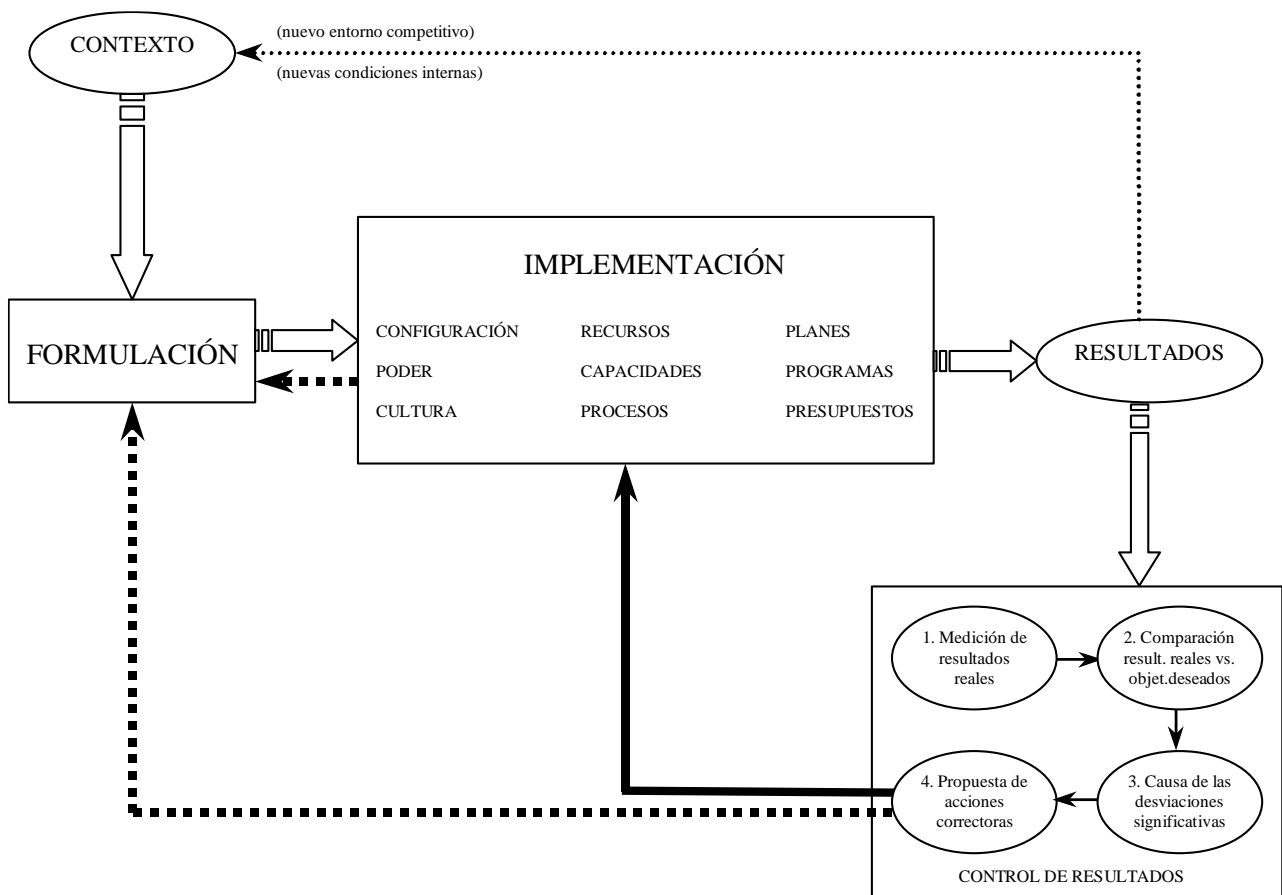 CONTEXTO
(nuevo entorno competitivo)
(nuevas condiciones internas)
IMPLEMENTACIÓN
CONFIGURACIÓN RECURSOS PLANES
PODER CAPACIDADES PROGRAMAS
CULTURA PROCESOS PRESUPUESTOS
FORMULACIÓN
RESULTADOS
1. Medición de
resultados
reales
2. Comparación
result. reales vs.
objet.deseados
4. Propuesta de
acciones
correctoras
3. Causa de las
desviaciones
significativas
CONTROL DE RESULTADOS